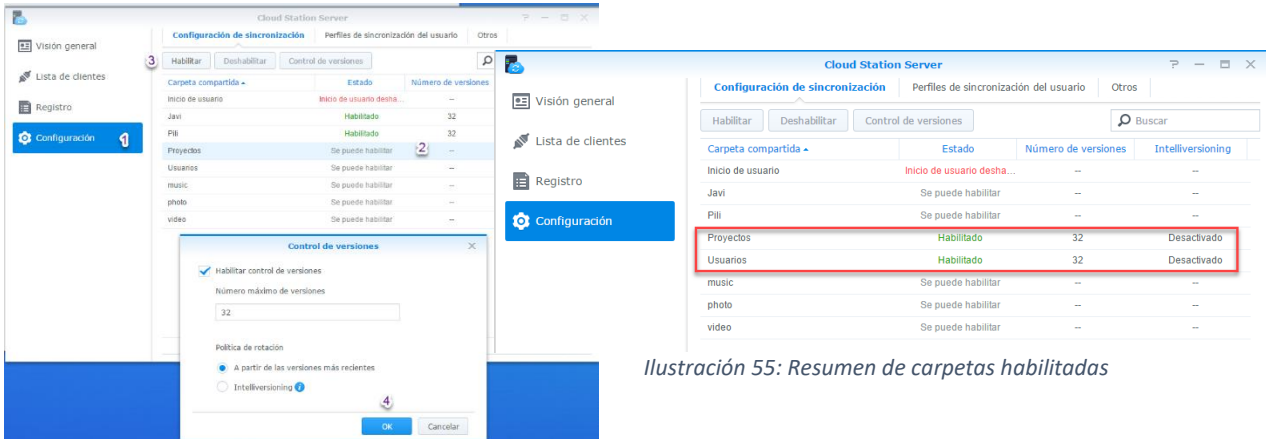 Cloud Station Server
Visión general
Lista de clientes
Registro
Configuración 1
Configuración de sincronización Perfiles de sincronización del usuario Otros
3 Habilitar Deshabilitar Control de versiones
Carpeta compartida Estado Número de versiones
Inicio de usuario Inicio de usuario desha... --
Javi Habilitado 32
Pili Habilitado 32
Proyectos Se puede habilitar 2 --
Usuarios Se puede habilitar --
music Se puede habilitar --
photo Se puede habilitar --
video Se puede habilitar --
Control de versiones
Habilitar control de versiones
Número máximo de versiones
32
Política de rotación
A partir de las versiones más recientes
Intelliversioning
4
OK Cancelar
Cloud Station Server
Visión general
Lista de clientes
Registro
Configuración
Configuración de sincronización Perfiles de sincronización del usuario Otros
Habilitar Deshabilitar Control de versiones Buscar
Carpeta compartida Estado Número de versiones Intelliversioning
Inicio de usuario Inicio de usuario desha... -- --
Javi Se puede habilitar -- --
Pili Se puede habilitar -- --
Proyectos Habilitado 32 Desactivado
Usuarios Habilitado 32 Desactivado
music Se puede habilitar -- --
photo Se puede habilitar -- --
video Se puede habilitar -- --
Ilustración 55: Resumen de carpetas habilitadas